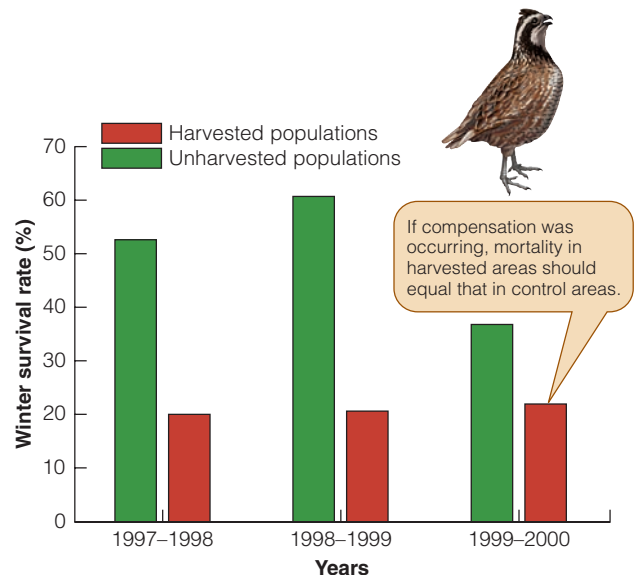 Harvested populations
Unharvested populations
If compensation was
occurring, mortality in
harvested areas should
equal that in control areas.
Winter survival rate (%)
70
60
50
40
30
20
10
0
1997–1998
1998–1999
1999–2000
Years